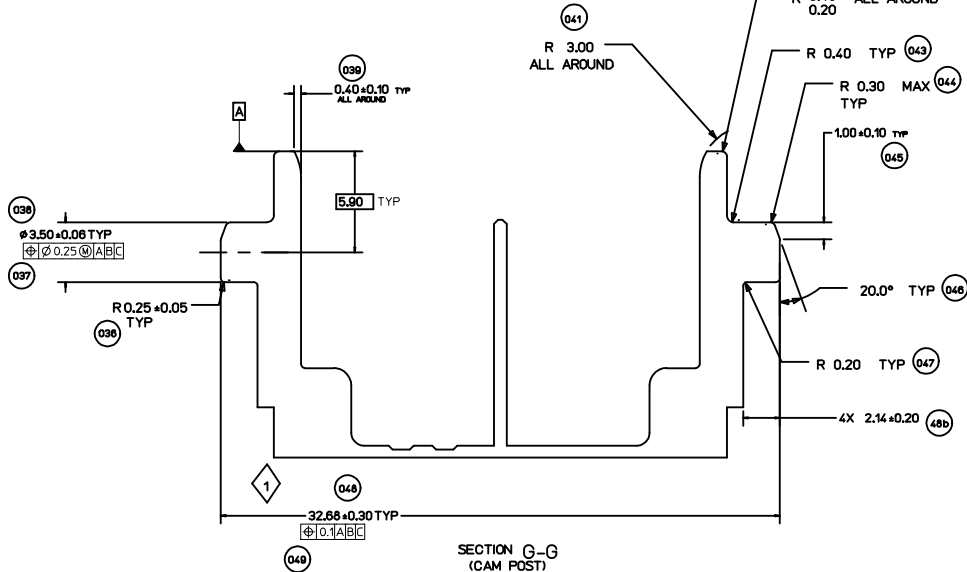 ALL AROUND
0.20
041
R 3.00
ALL AROUND
R 0.40 TYP 043
R 0.30 MAX 044
TYP
039
0.40±0.10 TYP
ALL AROUND
A
1.00±0.10 TYP
045
5.90 TYP
038
Ø3.50±0.06 TYP
⌖ Ø 0.25 Ⓜ A B C
037
R 0.25 ±0.05
TYP
036
20.0° TYP 046
R 0.20 TYP 047
4X 2.14±0.20 48b
1
048
32.68±0.30 TYP
⌖ 0.1 A B C
049
SECTION G-G
(CAM POST)